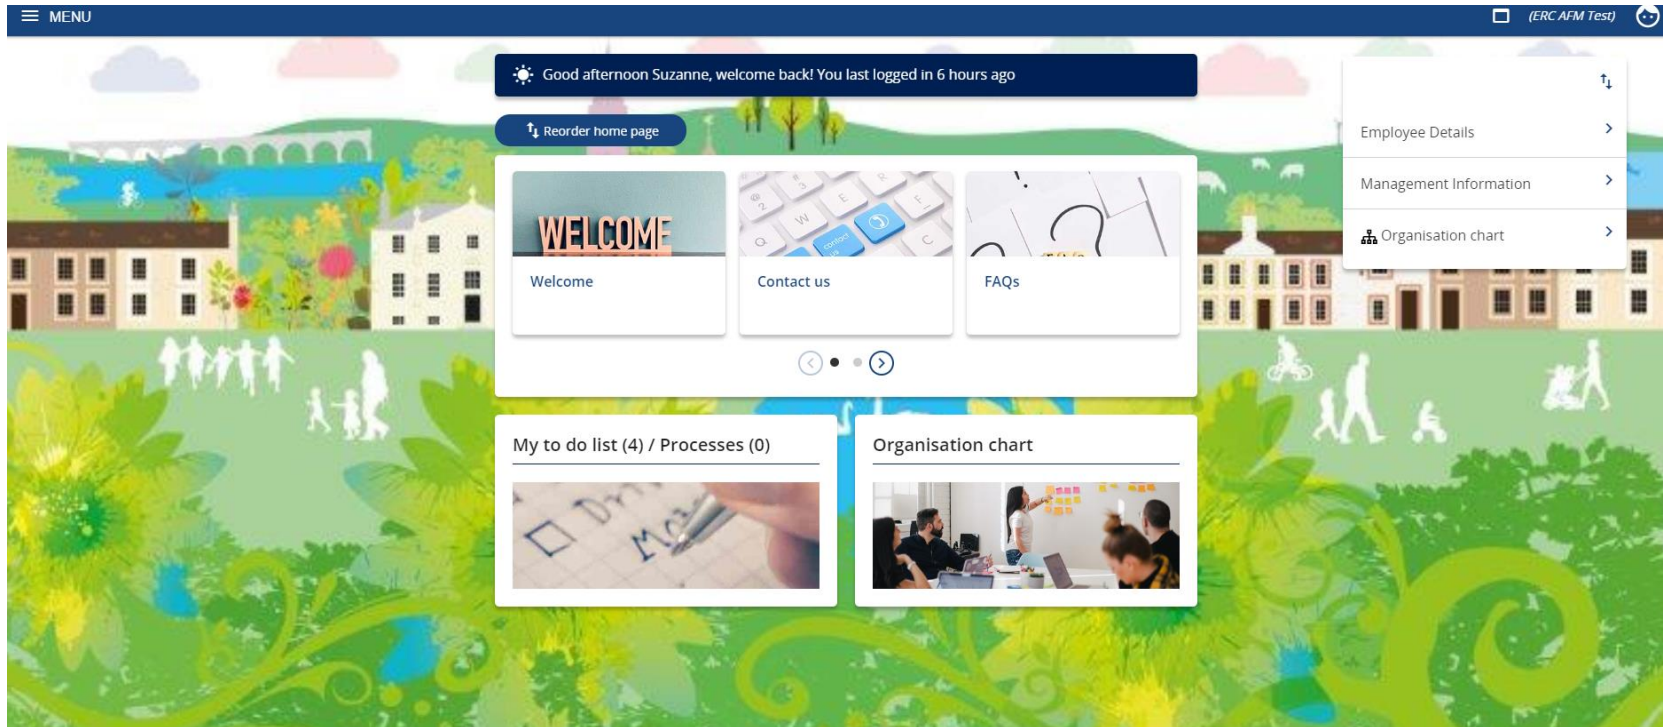 MENU
(ERC AFM Test)
Good afternoon Suzanne, welcome back! You last logged in 6 hours ago
Reorder home page
WELCOME
Welcome
Contact us
FAQs
Employee Details
Management Information
Organisation chart
My to do list (4) / Processes (0)
Organisation chart